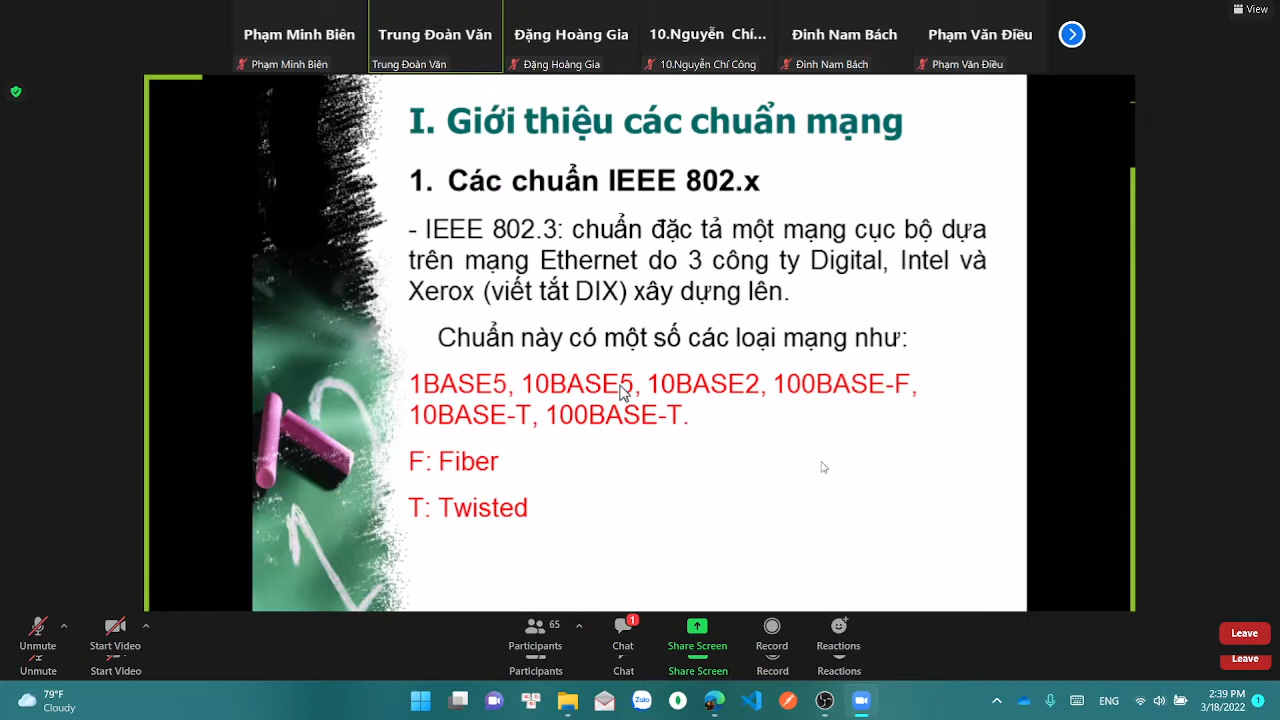 View
Phạm Minh Biên
Trung Đoàn Văn
Đặng Hoàng Gia
10.Nguyễn Chí...
Đinh Nam Bách
Phạm Văn Điều
Phạm Minh Biên
Trung Đoàn Văn
Đặng Hoàng Gia
10.Nguyễn Chí Công
Đinh Nam Bách
Phạm Văn Điều
I. Giới thiệu các chuẩn mạng
1. Các chuẩn IEEE 802.x
- IEEE 802.3: chuẩn đặc tả một mạng cục bộ dựa
trên mạng Ethernet do 3 công ty Digital, Intel và
Xerox (viết tắt DIX) xây dựng lên.
Chuẩn này có một số các loại mạng như:
1BASE5, 10BASE5, 10BASE2, 100BASE-F,
10BASE-T, 100BASE-T.
F: Fiber
T: Twisted
65
1
Unmute
Start Video
Participants
Chat
Share Screen
Record
Reactions
Leave
Unmute
Start Video
Participants
Chat
Share Screen
Record
Reactions
Leave
79°F
Cloudy
Zalo
ENG
2:39 PM
3/18/2022
1